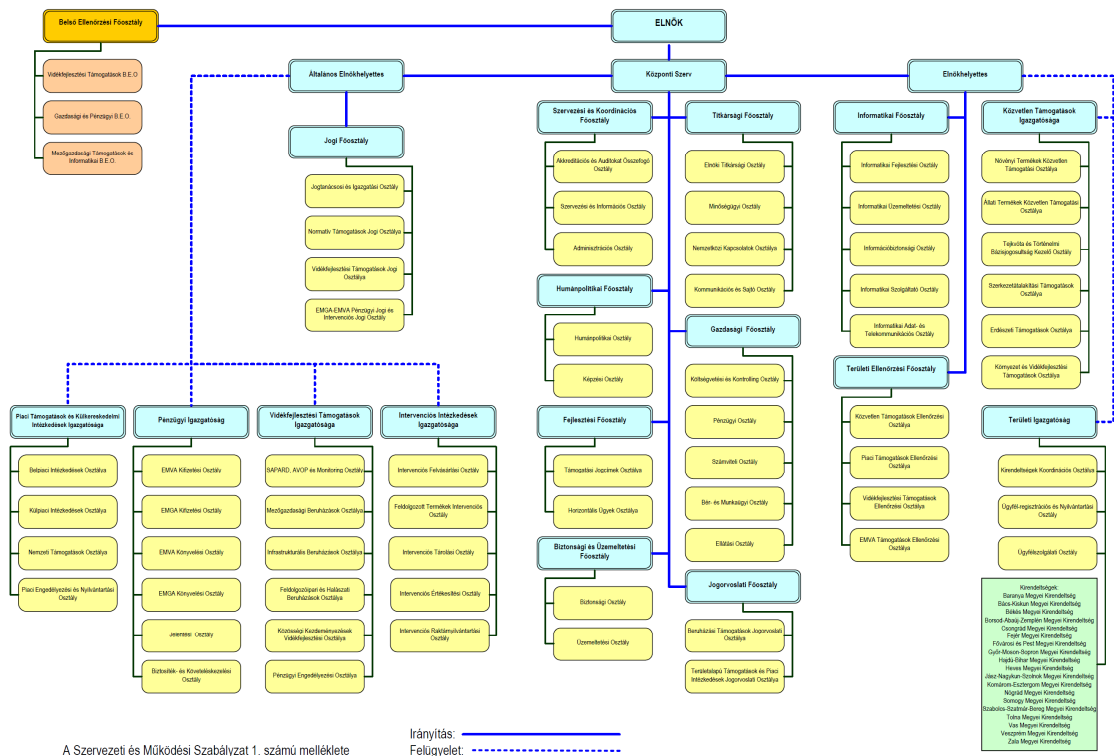 Belső Ellenőrzési Főosztály
ELNÖK
Vidékfejlesztési Támogatások B.E.O
Gazdasági és Pénzügyi B.E.O.
Mezőgazdasági Támogatások és
Informatikai B.E.O.
Általános Elnökhelyettes
Központi Szerv
Elnökhelyettes
Jogi Főosztály
Jogtanácsosi és Igazgatási Osztály
Normatív Támogatások Jogi Osztálya
Vidékfejlesztési Támogatások Jogi
Osztálya
EMGA-EMVA Pénzügyi Jogi és
Intervenciós Jogi Osztály
Szervezési és Koordinációs
Főosztály
Akkreditációs és Auditokat Összefogó
Osztály
Szervezési és Információs Osztály
Adminisztrációs Osztály
Titkársági Főosztály
Elnöki Titkársági Osztály
Minőségügyi Osztály
Nemzetközi Kapcsolatok Osztálya
Kommunikációs és Sajtó Osztály
Humánpolitikai Főosztály
Humánpolitikai Osztály
Képzési Osztály
Gazdasági Főosztály
Költségvetési és Kontrolling Osztály
Pénzügyi Osztály
Számviteli Osztály
Bér- és Munkaügyi Osztály
Ellátási Osztály
Fejlesztési Főosztály
Támogatási Jogcímek Osztálya
Horizontális Ügyek Osztálya
Biztonsági és Üzemeltetési
Főosztály
Biztonsági Osztály
Üzemeltetési Osztály
Jogorvoslati Főosztály
Beruházási Támogatások Jogorvoslati
Osztálya
Területalapú Támogatások és Piaci
Intézkedések Jogorvoslati Osztálya
Informatikai Főosztály
Informatikai Fejlesztési Osztály
Informatikai Üzemeltetési Osztály
Információbiztonsági Osztály
Informatikai Szolgáltató Osztály
Informatikai Adat- és
Telekommunikációs Osztály
Területi Ellenőrzési Főosztály
Közvetlen Támogatások Ellenőrzési
Osztálya
Piaci Támogatások Ellenőrzési
Osztálya
Vidékfejlesztési Támogatások
Ellenőrzési Osztálya
EMVA Támogatások Ellenőrzési
Osztálya
Közvetlen Támogatások
Igazgatósága
Növényi Termékek Közvetlen
Támogatási Osztálya
Állati Termékek Közvetlen Támogatási
Osztálya
Tejkvóta és Történelmi
Bázisjogosultság Kezelő Osztály
Szerkezetátalakítási Támogatások
Osztálya
Erdészeti Támogatások Osztálya
Környezet és Vidékfejlesztési
Támogatások Osztálya
Területi Igazgatóság
Kirendeltségek Koordinációs Osztálya
Ügyfél-regisztrációs és Nyilvántartási
Osztály
Ügyfélszolgálati Osztály
Kirendeltségek:
Baranya Megyei Kirendeltség
Bács-Kiskun Megyei Kirendeltség
Békés Megyei Kirendeltség
Borsod-Abaúj-Zemplén Megyei Kirendeltség
Csongrád Megyei Kirendeltség
Fejér Megyei Kirendeltség
Fővárosi és Pest Megyei Kirendeltség
Győr-Moson-Sopron Megyei Kirendeltség
Hajdú-Bihar Megyei Kirendeltség
Heves Megyei Kirendeltség
Jász-Nagykun-Szolnok Megyei Kirendeltség
Komárom-Esztergom Megyei Kirendeltség
Nógrád Megyei Kirendeltség
Somogy Megyei Kirendeltség
Szabolcs-Szatmár-Bereg Megyei Kirendeltség
Tolna Megyei Kirendeltség
Vas Megyei Kirendeltség
Veszprém Megyei Kirendeltség
Zala Megyei Kirendeltség
Piaci Támogatások és Külkereskedelmi
Intézkedések Igazgatósága
Belpiaci Intézkedések Osztálya
Külpiaci Intézkedések Osztálya
Nemzeti Támogatások Osztálya
Piaci Engedélyezési és Nyilvántartási
Osztály
Pénzügyi Igazgatóság
EMVA Kifizetési Osztály
EMGA Kifizetési Osztály
EMVA Könyvelési Osztály
EMGA Könyvelési Osztály
Jelentési Osztály
Biztosíték- és Követeléskezelési
Osztály
Vidékfejlesztési Támogatások
Igazgatósága
SAPARD, AVOP és Monitoring Osztály
Mezőgazdasági Beruházások Osztálya
Infrastrukturális Beruházások Osztálya
Feldolgozóipari és Halászati
Beruházások Osztálya
Közösségi Kezdeményezések
Vidékfejlesztési Osztálya
Pénzügyi Engedélyezési Osztály
Intervenciós Intézkedések
Igazgatósága
Intervenciós Felvásárlási Osztály
Feldolgozott Termékek Intervenciós
Osztály
Intervenciós Tárolási Osztály
Intervenciós Értékesítési Osztály
Intervenciós Raktárnyilvántartási Osztály
Irányítás:
A Szervezeti és Működési Szabályzat 1. számú melléklete
Felügyelet: